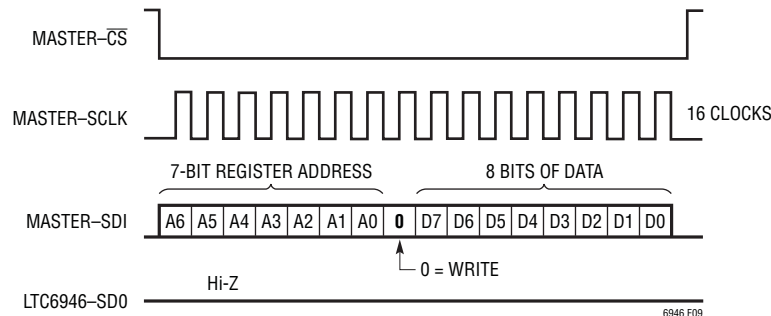 MASTER–CS
MASTER–SCLK
16 CLOCKS
7-BIT REGISTER ADDRESS
8 BITS OF DATA
MASTER–SDI
A6 A5 A4 A3 A2 A1 A0 0 D7 D6 D5 D4 D3 D2 D1 D0
0 = WRITE
Hi-Z
LTC6946–SD0
6946 F09